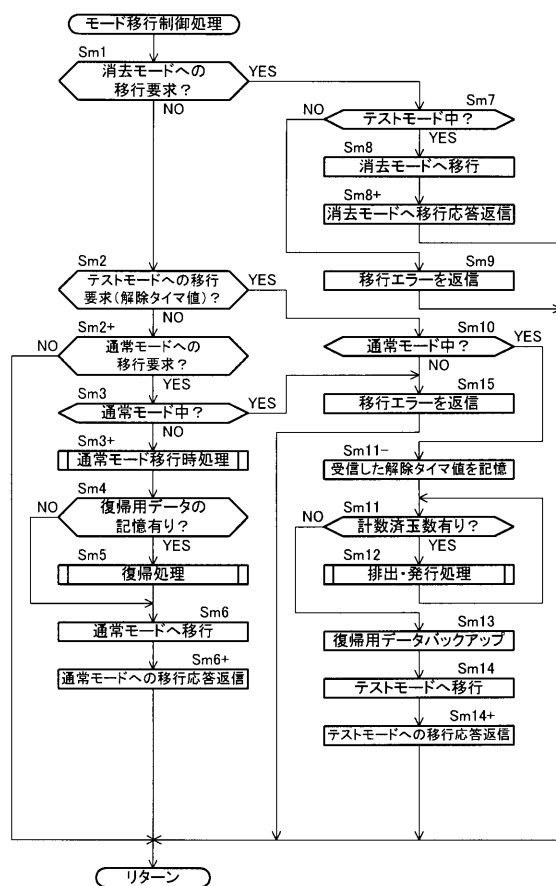 モード移行制御処理
Sm1
消去モードへの
移行要求？
YES
NO
Sm7
NO
テストモード中？
YES
Sm8
消去モードへ移行
Sm8+
消去モードへ移行応答返信
Sm9
移行エラーを返信
Sm2
テストモードへの移行
要求(解除タイマ値)？
YES
NO
Sm2+
NO
通常モードへの
移行要求？
YES
Sm10
通常モード中？
YES
NO
Sm3
通常モード中？
YES
NO
Sm15
移行エラーを返信
Sm3+
通常モード移行時処理
Sm11-
受信した解除タイマ値を記憶
Sm4
NO
復帰用データの
記憶有り？
YES
Sm11
NO
計数済玉数有り？
YES
Sm5
復帰処理
Sm12
排出・発行処理
Sm6
通常モードへ移行
Sm13
復帰用データバックアップ
Sm6+
通常モードへの移行応答返信
Sm14
テストモードへ移行
Sm14+
テストモードへの移行応答返信
リターン